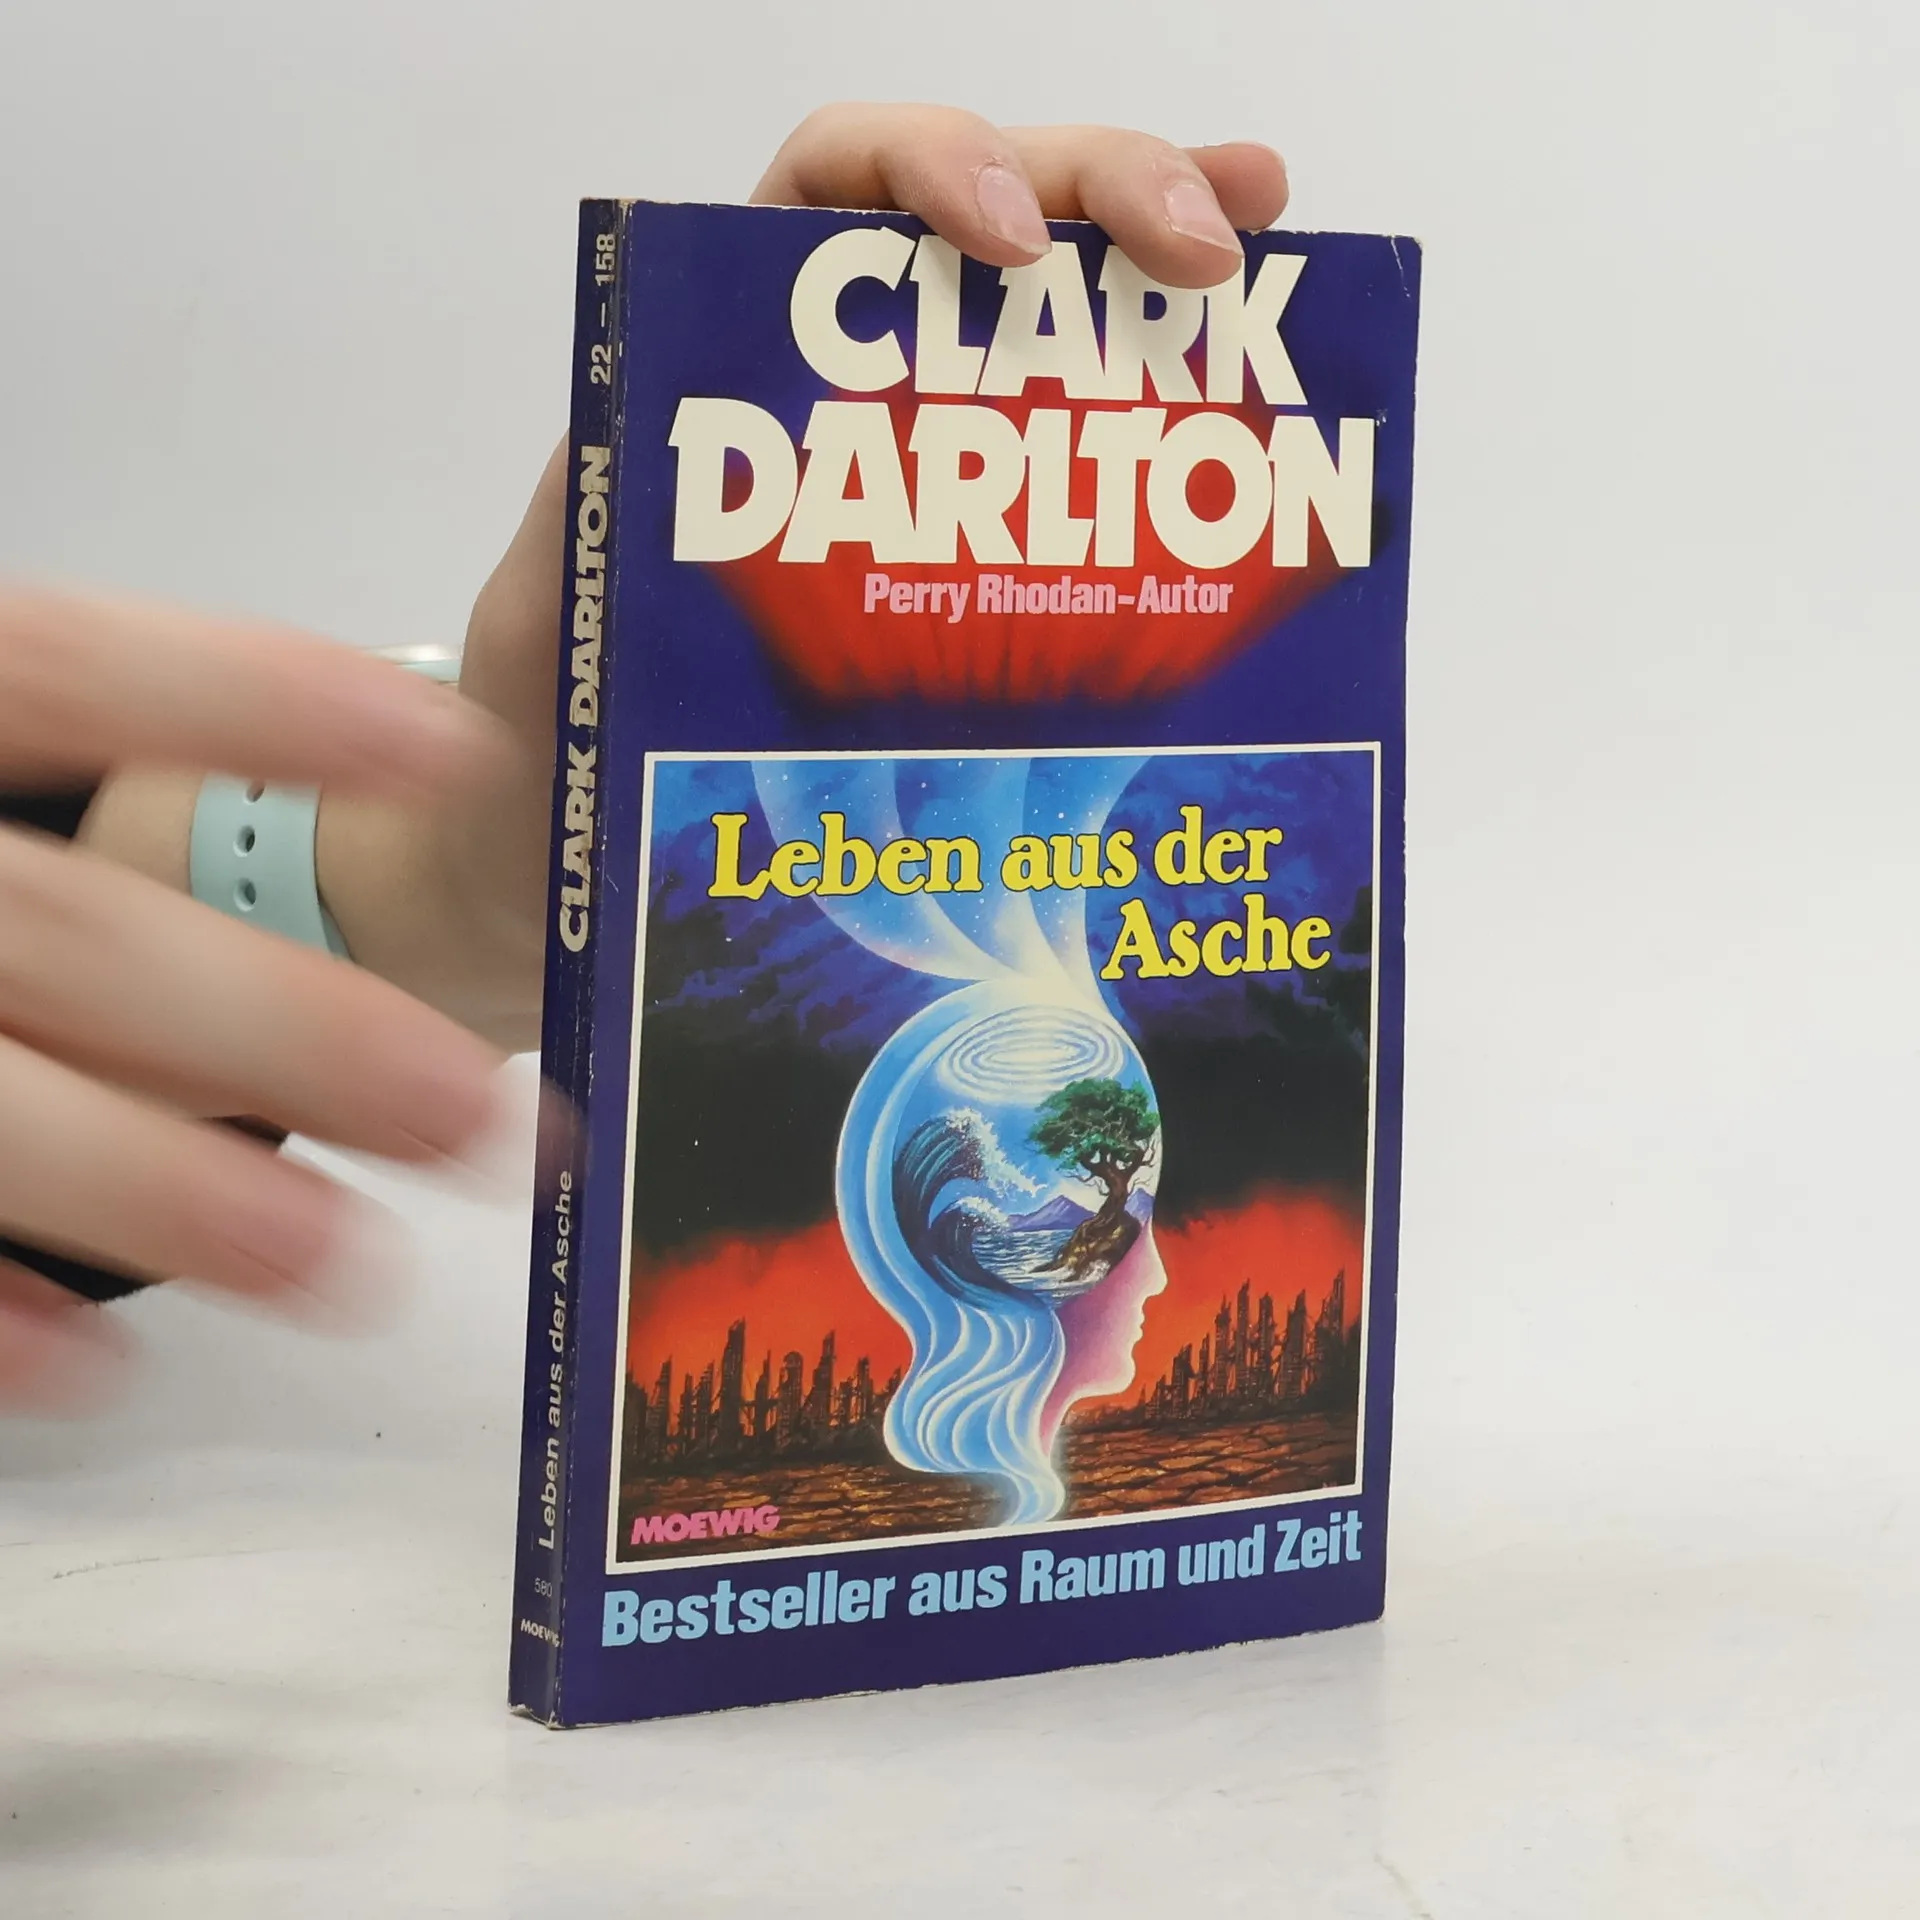 CLARK
DARLTON
Perry Rhodan-Autor
Leben aus der
Asche
MOEWIG
Bestseller aus Raum und Zeit
Leben aus der Asche CLARK DARLTON 22 – 158
580
MOEWIG